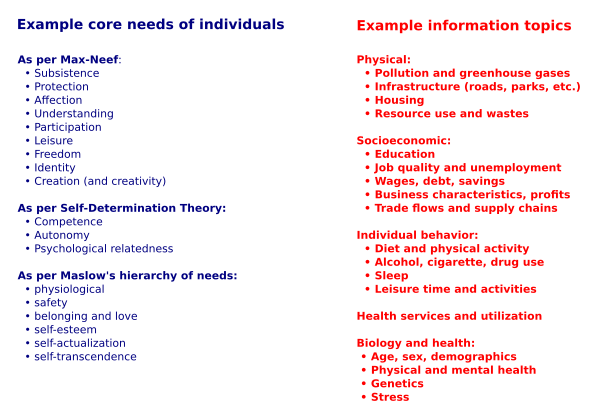 Example core needs of individuals
As per Max-Neef:
• Subsistence
• Protection
• Affection
• Understanding
• Participation
• Leisure
• Freedom
• Identity
• Creation (and creativity)
As per Self-Determination Theory:
• Competence
• Autonomy
• Psychological relatedness
As per Maslow's hierarchy of needs:
• physiological
• safety
• belonging and love
• self-esteem
• self-actualization
• self-transcendence
Example information topics
Physical:
• Pollution and greenhouse gases
• Infrastructure (roads, parks, etc.)
• Housing
• Resource use and wastes
Socioeconomic:
• Education
• Job quality and unemployment
• Wages, debt, savings
• Business characteristics, profits
• Trade flows and supply chains
Individual behavior:
• Diet and physical activity
• Alcohol, cigarette, drug use
• Sleep
• Leisure time and activities
Health services and utilization
Biology and health:
• Age, sex, demographics
• Physical and mental health
• Genetics
• Stress